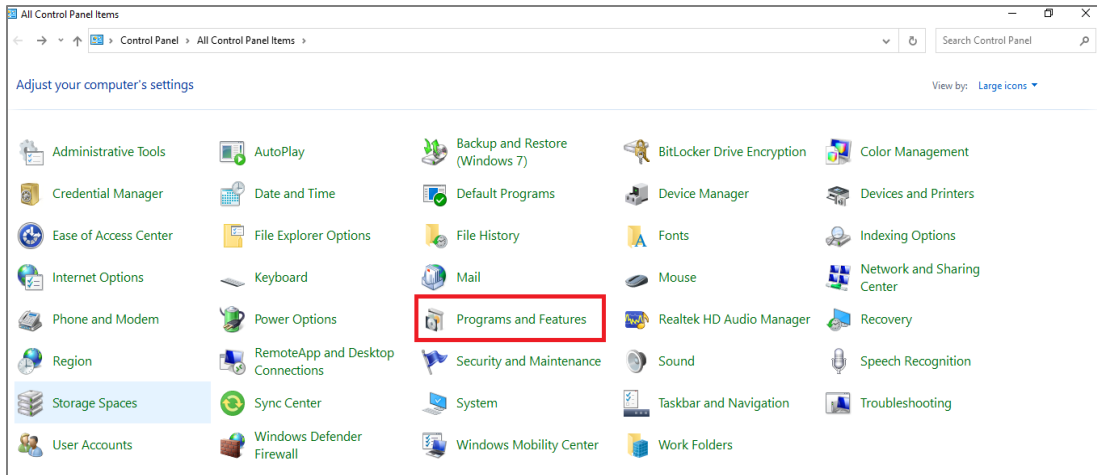 All Control Panel Items
Control Panel > All Control Panel Items >
Search Control Panel
Adjust your computer's settings
View by: Large icons
Administrative Tools
AutoPlay
Backup and Restore
(Windows 7)
BitLocker Drive Encryption
Color Management
Credential Manager
Date and Time
Default Programs
Device Manager
Devices and Printers
Ease of Access Center
File Explorer Options
File History
Fonts
Indexing Options
Internet Options
Keyboard
Mail
Mouse
Network and Sharing
Center
Phone and Modem
Power Options
Programs and Features
Realtek HD Audio Manager
Recovery
Region
RemoteApp and Desktop
Connections
Security and Maintenance
Sound
Speech Recognition
Storage Spaces
Sync Center
System
Taskbar and Navigation
Troubleshooting
User Accounts
Windows Defender
Firewall
Windows Mobility Center
Work Folders